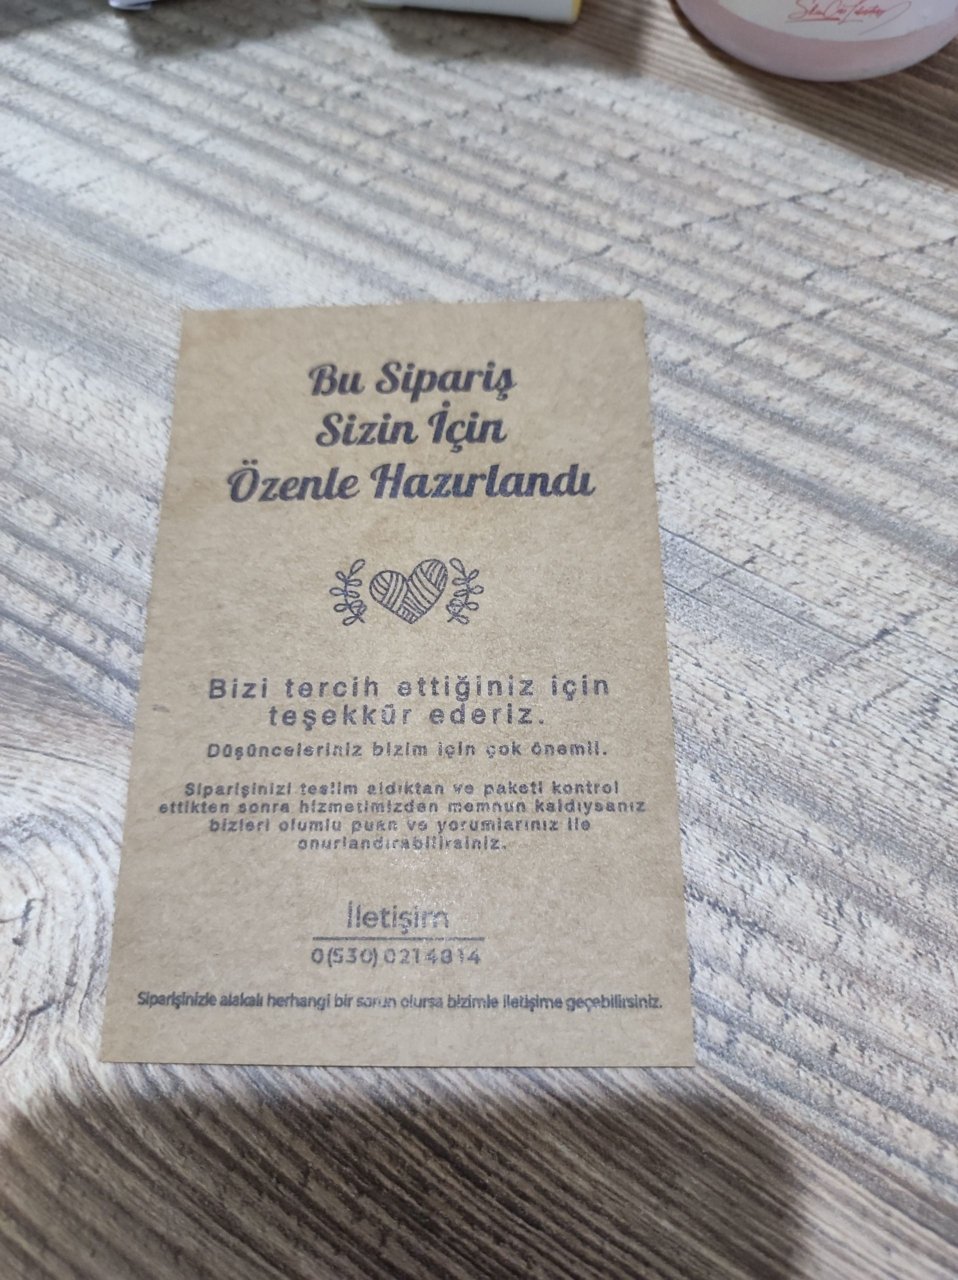 Bu Sipariş
Sizin İçin
Özenle Hazırlandı
Bizi tercih ettiğiniz için
teşekkür ederiz.
Düşünceleriniz bizim için çok önemli.
Siparişinizi teslim aldıktan ve paketi kontrol
ettikten sonra hizmetimizden memnun kaldıysanız
bizleri olumlu puan ve yorumlarınız ile
onurlandırabilirsiniz.
İletişim
0(530) 0214814
Siparişinizle alakalı herhangi bir sorun olursa bizimle iletişime geçebilirsiniz.